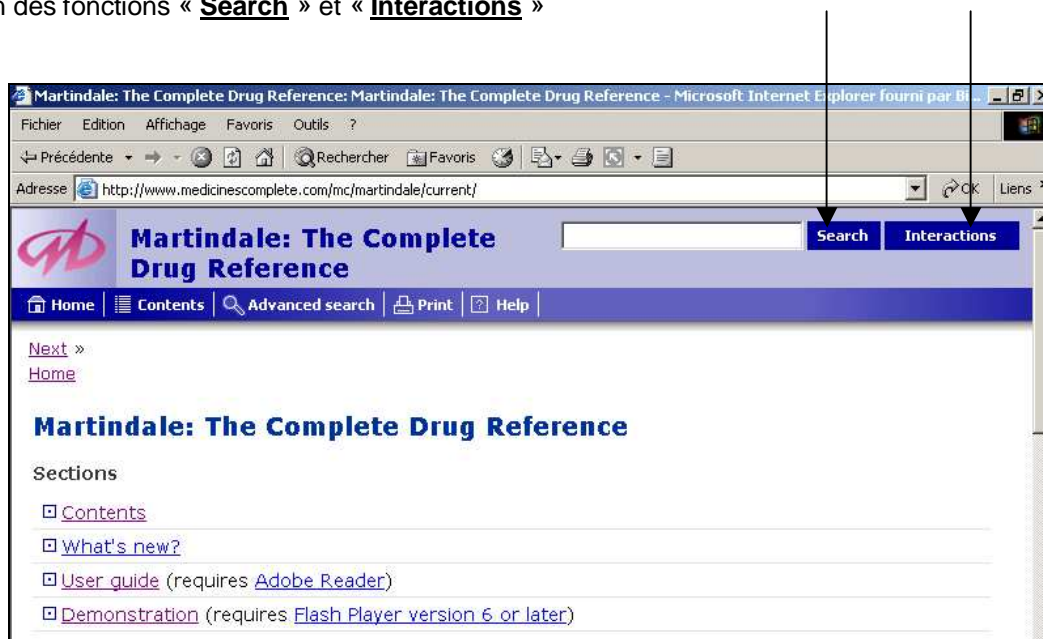 des fonctions « Search » et « Interactions »
Martindale: The Complete Drug Reference: Martindale: The Complete Drug Reference - Microsoft Internet Explorer fourni par
Fichier Edition Affichage Favoris Outils ?
Précédente Rechercher Favoris
Adresse http://www.medicinescomplete.com/mc/martindale/current/ OK Liens
Martindale: The Complete Search Interactions
Drug Reference
Home Contents Advanced search Print Help
Next »
Home
Martindale: The Complete Drug Reference
Sections
Contents
What's new?
User guide (requires Adobe Reader)
Demonstration (requires Flash Player version 6 or later)